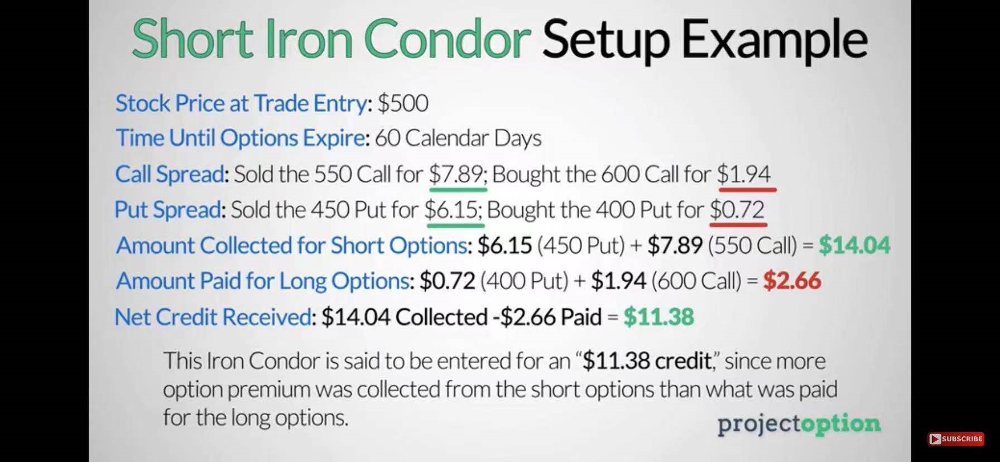 Short Iron Condor Setup Example
Stock Price at Trade Entry: $500
Time Until Options Expire: 60 Calendar Days
Call Spread: Sold the 550 Call for $7.89; Bought the 600 Call for $1.94
Put Spread: Sold the 450 Put for $6.15; Bought the 400 Put for $0.72
Amount Collected for Short Options: $6.15 (450 Put) + $7.89 (550 Call) = $14.04
Amount Paid for Long Options: $0.72 (400 Put) + $1.94 (600 Call) = $2.66
Net Credit Received: $14.04 Collected -$2.66 Paid = $11.38
This Iron Condor is said to be entered for an “$11.38 credit,” since more
option premium was collected from the short options than what was paid
for the long options.
projectoption
SUBSCRIBE